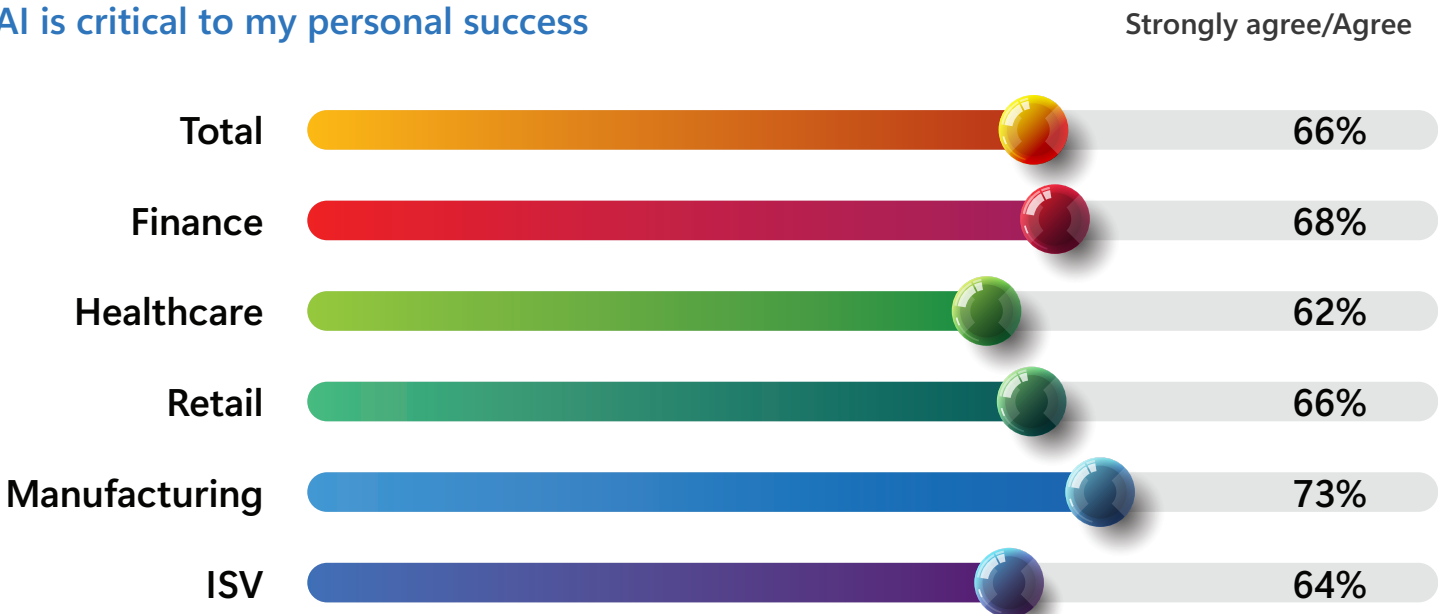 AI is critical to my personal success
Strongly agree/Agree
Total 66%
Finance 68%
Healthcare 62%
Retail 66%
Manufacturing 73%
ISV 64%